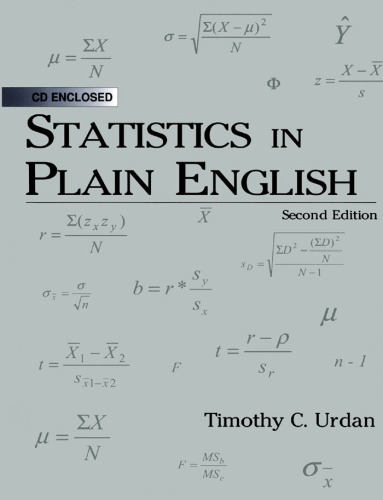 μ = ΣX / N
σ = √(Σ(X − μ)² / N)
Ŷ
Φ
z = (X − X̅) / s
CD ENCLOSED
STATISTICS IN
PLAIN ENGLISH
Second Edition
r = Σ(z_x z_y) / N
X̅
s_D = √((ΣD² − (ΣD)² / N) / (N − 1))
σ_x̅ = σ / √n
b = r * s_y / s_x
μ
t = (X̅₁ − X̅₂) / s_x̅1−x̅2
F
t = (r − ρ) / s_r
n - 1
Timothy C. Urdan
μ = ΣX / N
F = MS_b / MS_e
σ_x̅